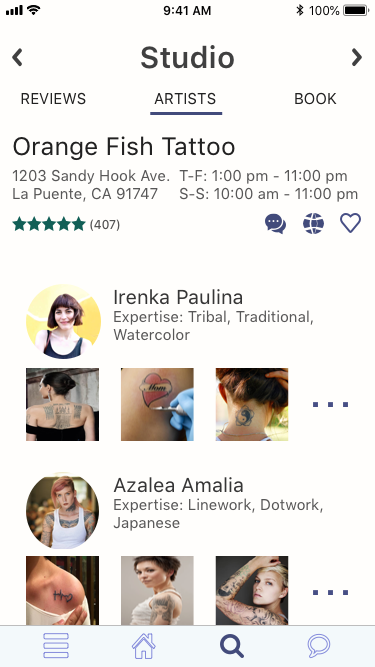 9:41 AM
100%
Studio
REVIEWS
ARTISTS
BOOK
Orange Fish Tattoo
1203 Sandy Hook Ave.
La Puente, CA 91747
T-F: 1:00 pm - 11:00 pm
S-S: 10:00 am - 11:00 pm
(407)
Irenka Paulina
Expertise: Tribal, Traditional,
Watercolor
Mom
Azalea Amalia
Expertise: Linework, Dotwork,
Japanese